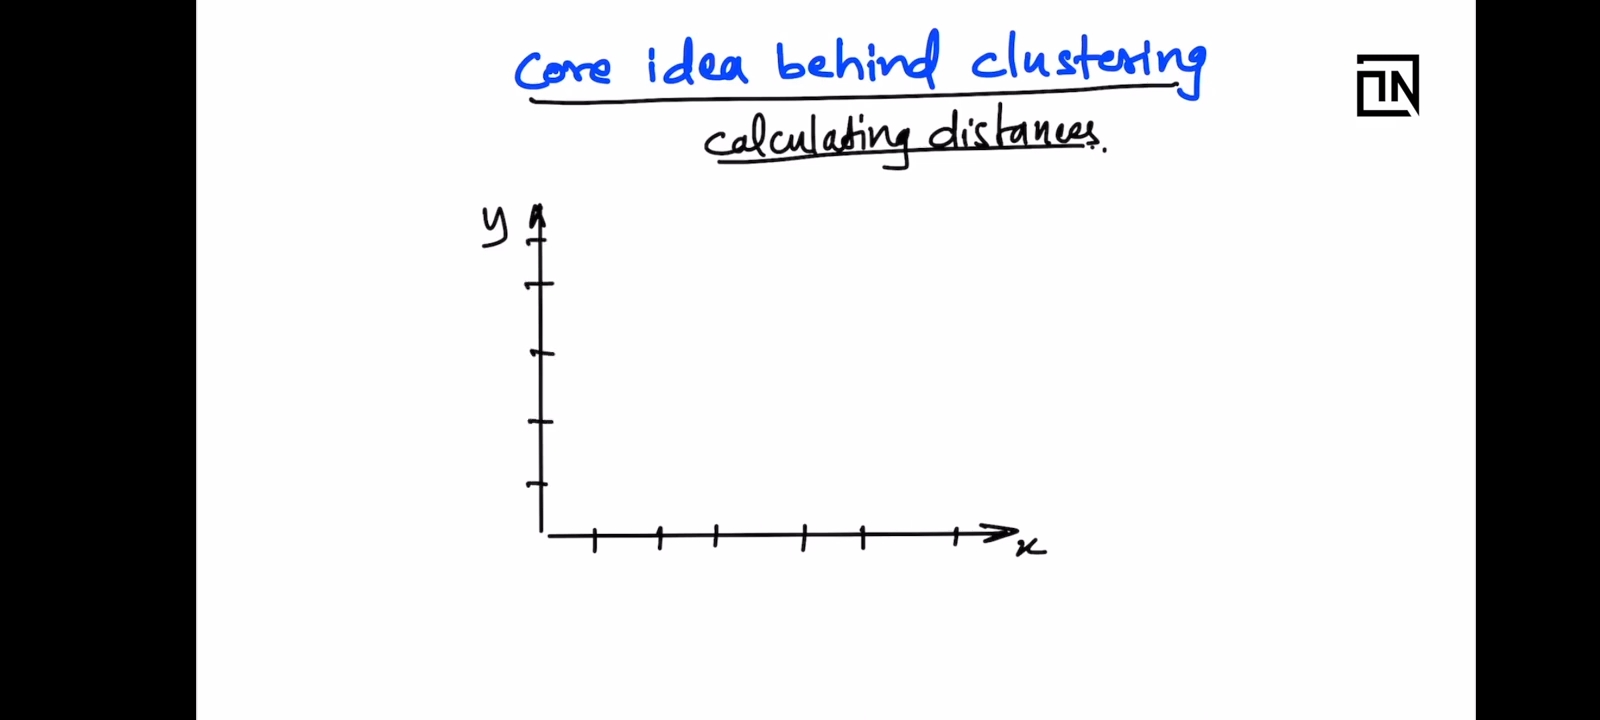 core idea behind clustering
calculating distances.
y
x